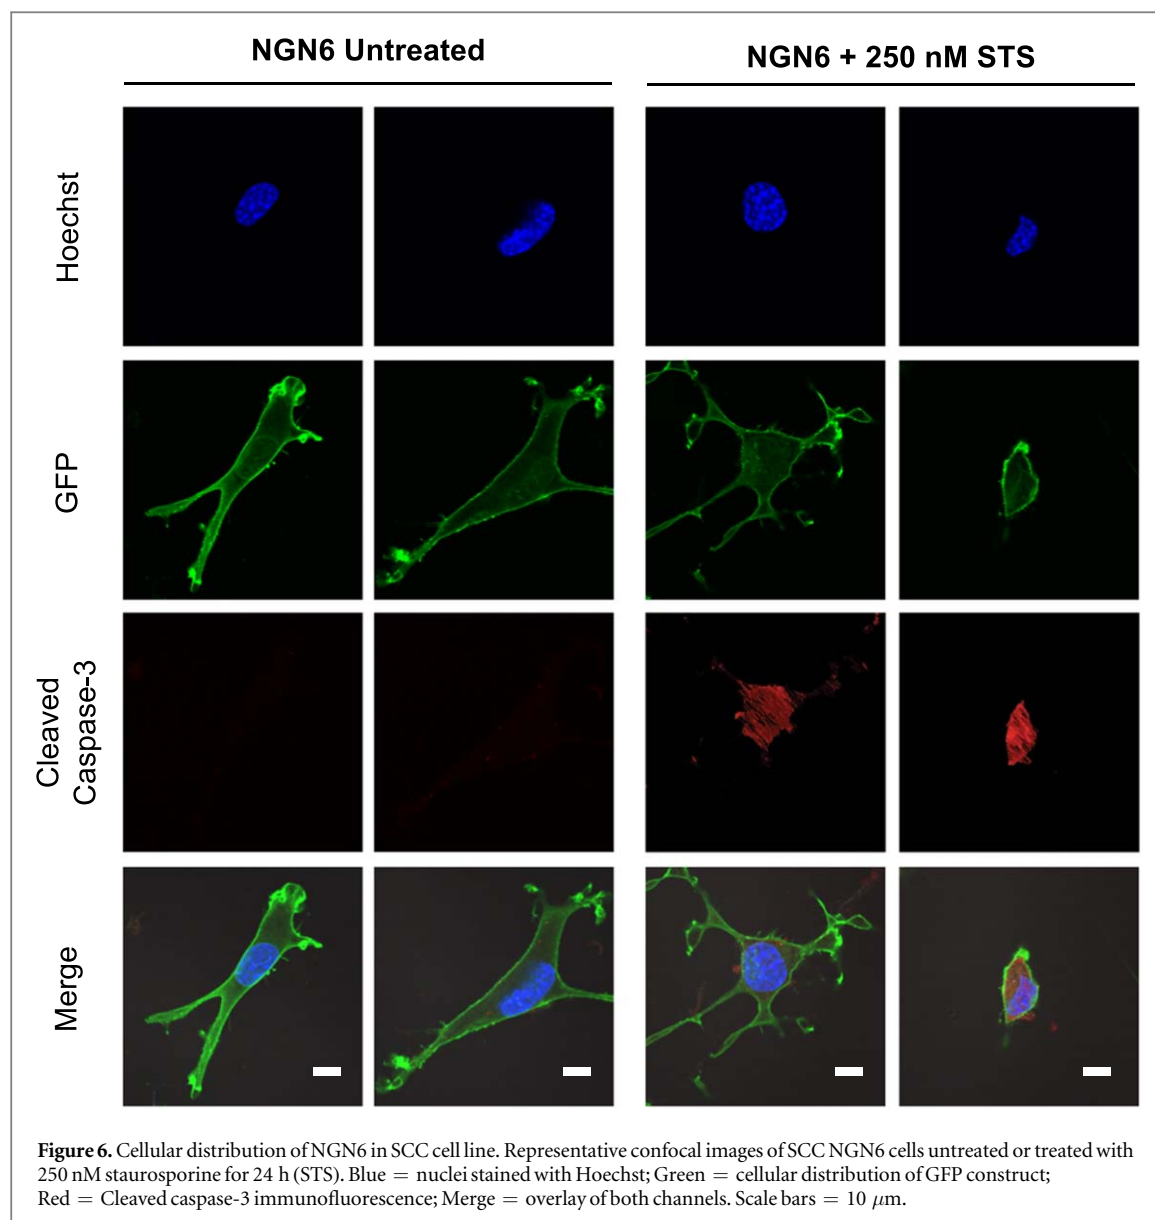 NGN6 Untreated
NGN6 + 250 nM STS
Hoechst
GFP
Cleaved
Caspase-3
Merge
Figure 6. Cellular distribution of NGN6 in SCC cell line. Representative confocal images of SCC NGN6 cells untreated or treated with
250 nM staurosporine for 24 h (STS). Blue = nuclei stained with Hoechst; Green = cellular distribution of GFP construct;
Red = Cleaved caspase-3 immunofluorescence; Merge = overlay of both channels. Scale bars = 10 μm.